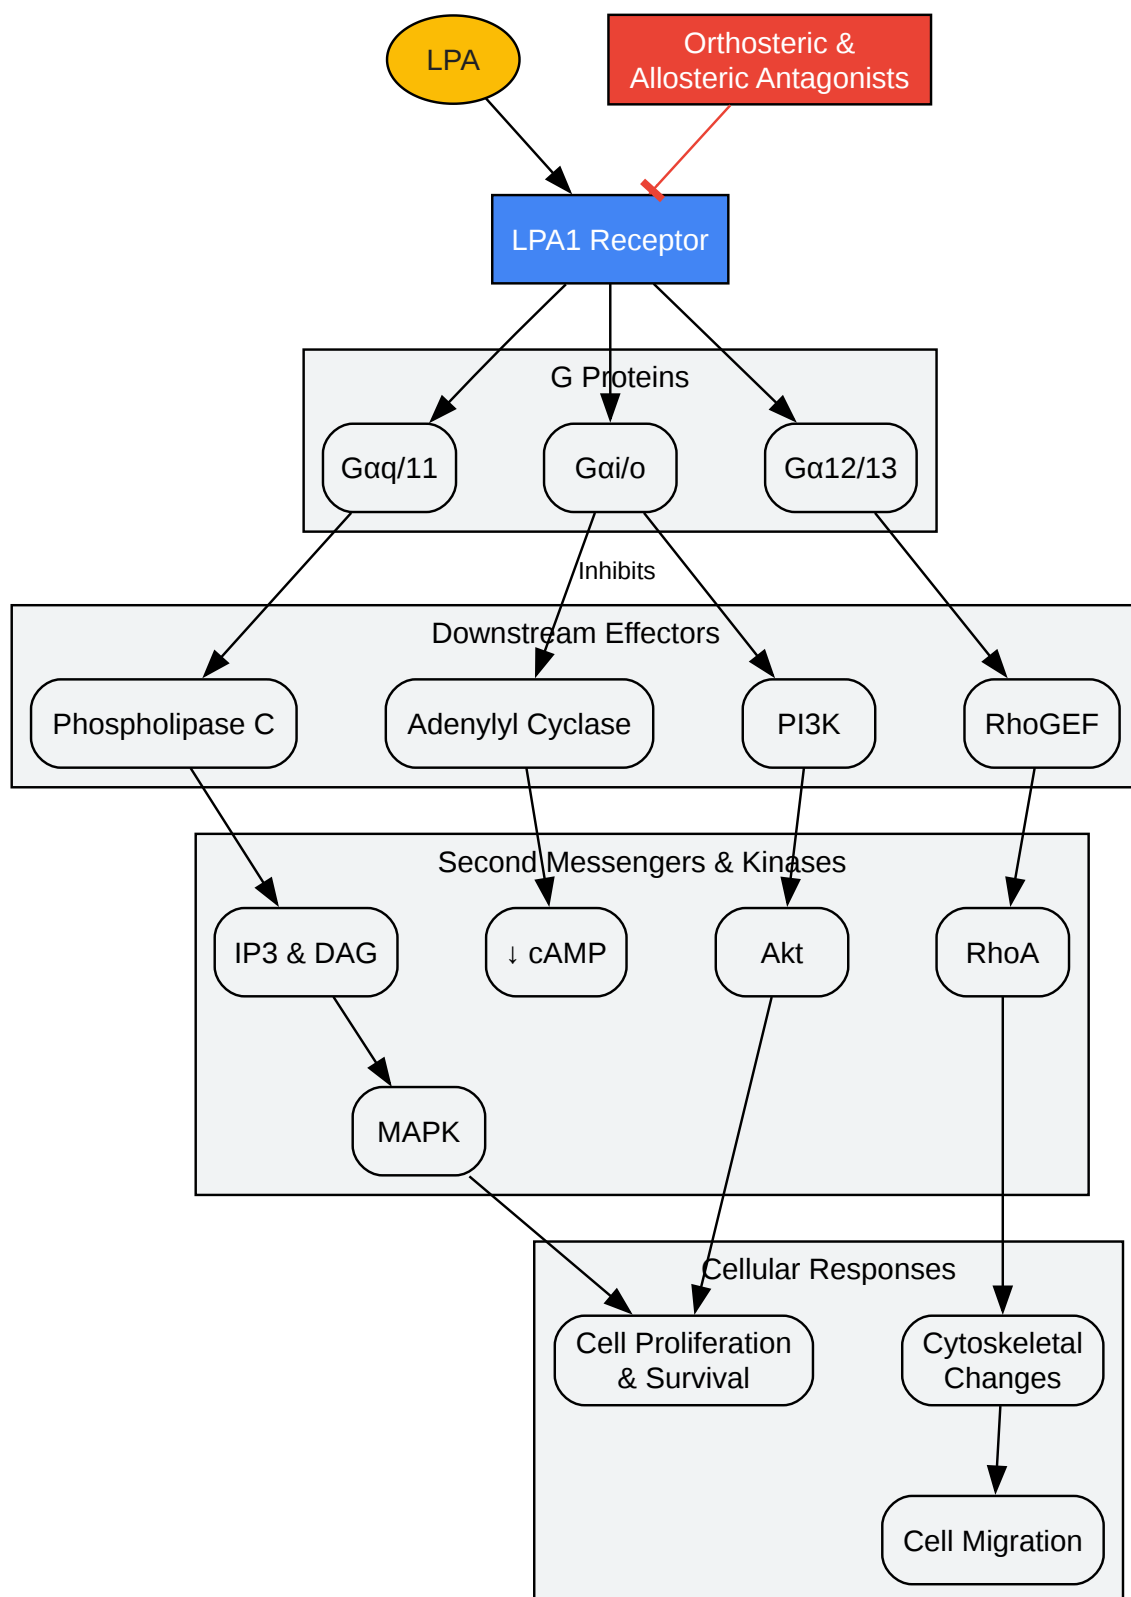 LPA
Orthosteric &
Allosteric Antagonists
LPA1 Receptor
G Proteins
Gαq/11
Gαi/o
Gα12/13
Inhibits
Downstream Effectors
Phospholipase C
Adenylyl Cyclase
PI3K
RhoGEF
Second Messengers & Kinases
IP3 & DAG
↓ cAMP
Akt
RhoA
MAPK
Cellular Responses
Cell Proliferation
& Survival
Cytoskeletal
Changes
Cell Migration